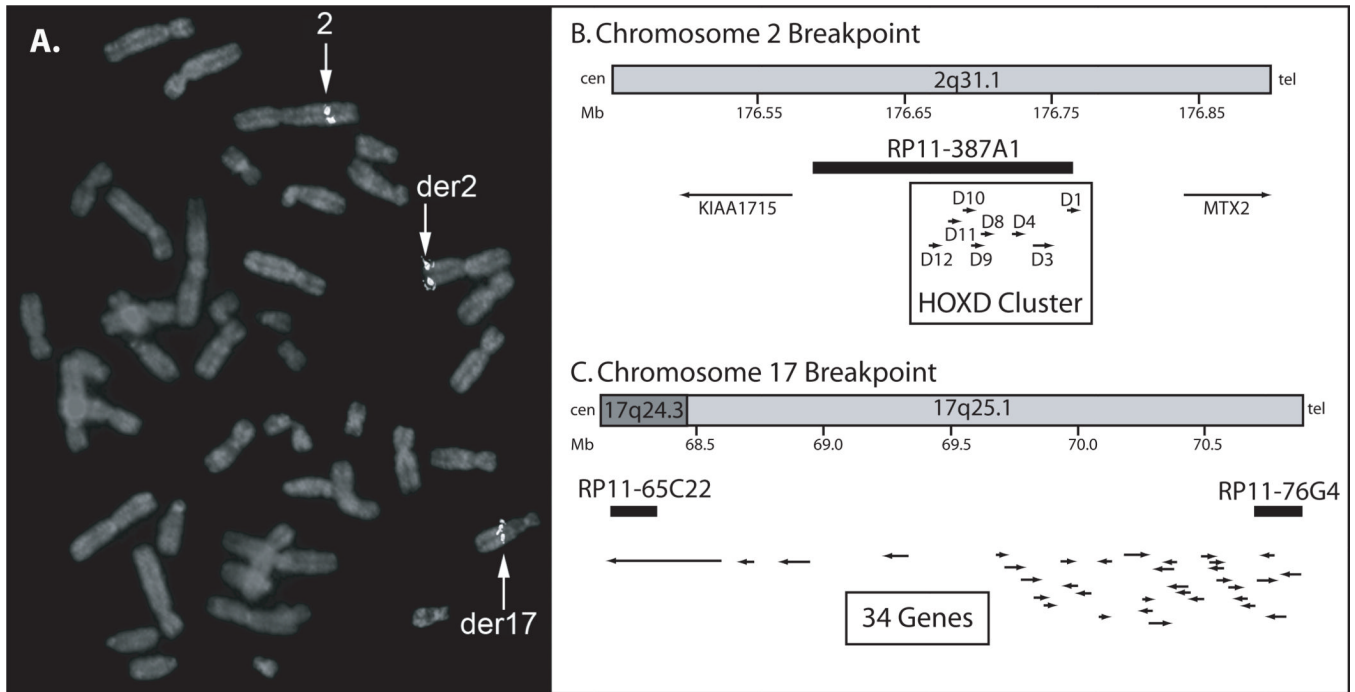 A.
2
der2
der17
B. Chromosome 2 Breakpoint
cen 2q31.1 tel
Mb 176.55 176.65 176.75 176.85
RP11-387A1
KIAA1715 MTX2
D10 D1
D11 D8 D4
D12 D9 D3
HOXD Cluster
C. Chromosome 17 Breakpoint
cen 17q24.3 17q25.1 tel
Mb 68.5 69.0 69.5 70.0 70.5
RP11-65C22 RP11-76G4
34 Genes